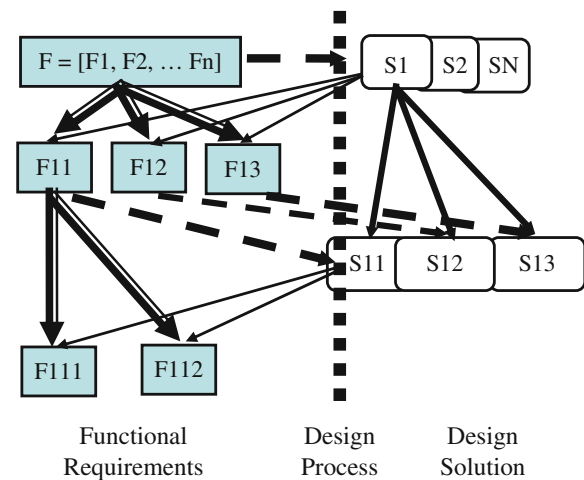 F = [F1, F2, … Fn]
S1
S2
SN
F11
F12
F13
S11
S12
S13
F111
F112
Functional
Requirements
Design
Process
Design
Solution